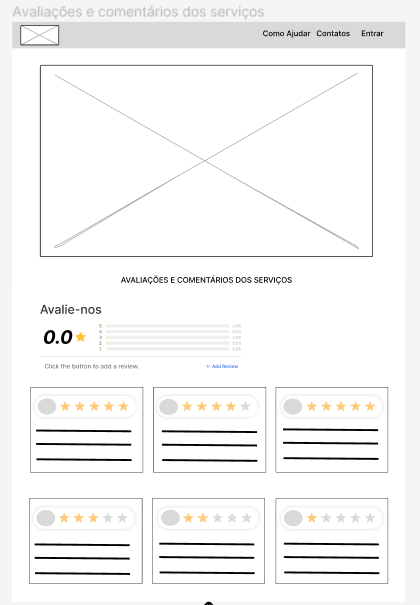 Avaliações e comentários dos serviços
Como Ajudar Contatos Entrar
AVALIAÇÕES E COMENTÁRIOS DOS SERVIÇOS
Avalie-nos
0.0
5
4
3
2
1
Click the button to add a review.
+ Add Review